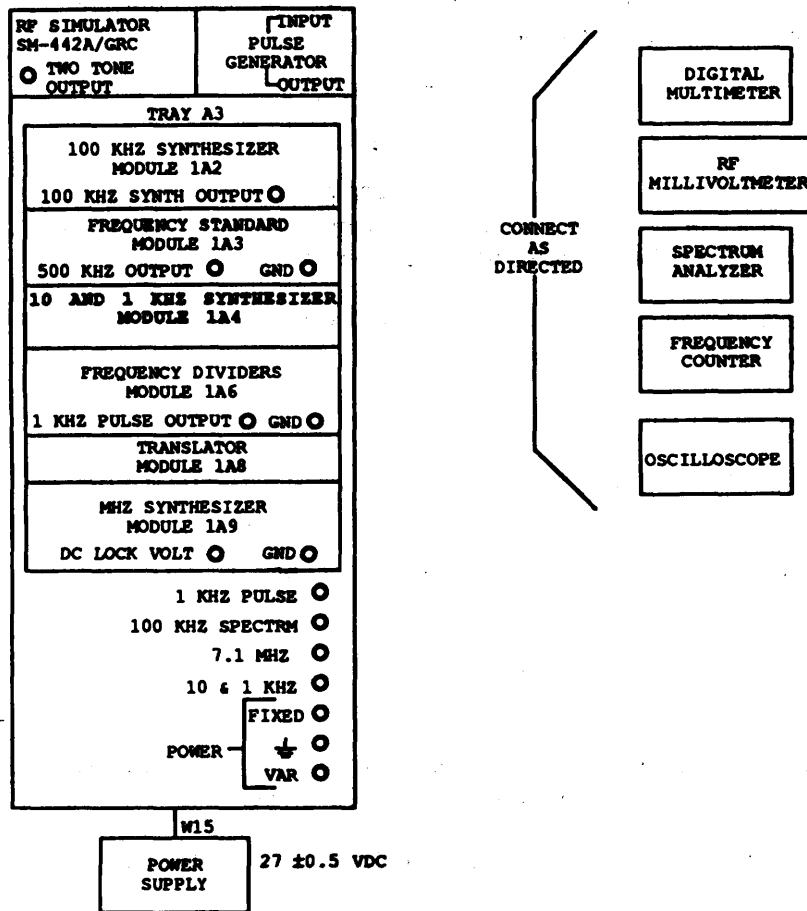 RF SIMULATOR
SM-442A/GRC
TWO TONE
OUTPUT
INPUT
PULSE
GENERATOR
OUTPUT
TRAY A3
100 KHZ SYNTHESIZER
MODULE 1A2
100 KHZ SYNTH OUTPUT
FREQUENCY STANDARD
MODULE 1A3
500 KHZ OUTPUT GND
10 AND 1 KHZ SYNTHESIZER
MODULE 1A4
FREQUENCY DIVIDERS
MODULE 1A6
1 KHZ PULSE OUTPUT GND
TRANSLATOR
MODULE 1A8
MHZ SYNTHESIZER
MODULE 1A9
DC LOCK VOLT GND
1 KHZ PULSE
100 KHZ SPECTRM
7.1 MHZ
10 & 1 KHZ
FIXED
POWER
VAR
W15
POWER
SUPPLY
27 ±0.5 VDC
CONNECT
AS
DIRECTED
DIGITAL
MULTIMETER
RF
MILLIVOLTMETER
SPECTRUM
ANALYZER
FREQUENCY
COUNTER
OSCILLOSCOPE